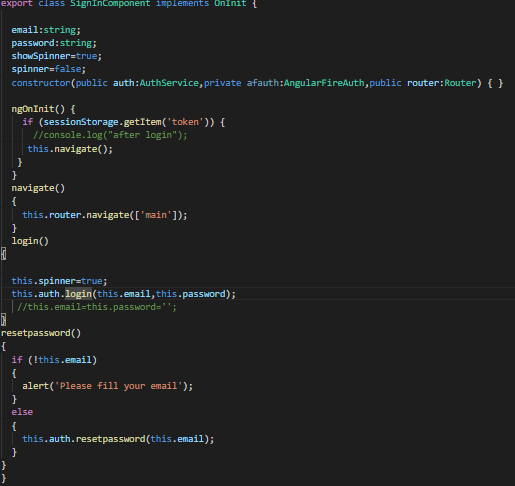 export class SignInComponent implements OnInit {
email:string;
password:string;
showSpinner=true;
spinner=false;
constructor(public auth:AuthService,private afauth:AngularFireAuth,public router:Router) { }
ngOnInit() {
if (sessionStorage.getItem('token')) {
//console.log("after login");
this.navigate();
}
}
navigate()
{
this.router.navigate(['main']);
}
login()
{
this.spinner=true;
this.auth.login(this.email,this.password);
//this.email=this.password='';
}
resetpassword()
{
if (!this.email)
{
alert('Please fill your email');
}
else
{
this.auth.resetpassword(this.email);
}
}
}